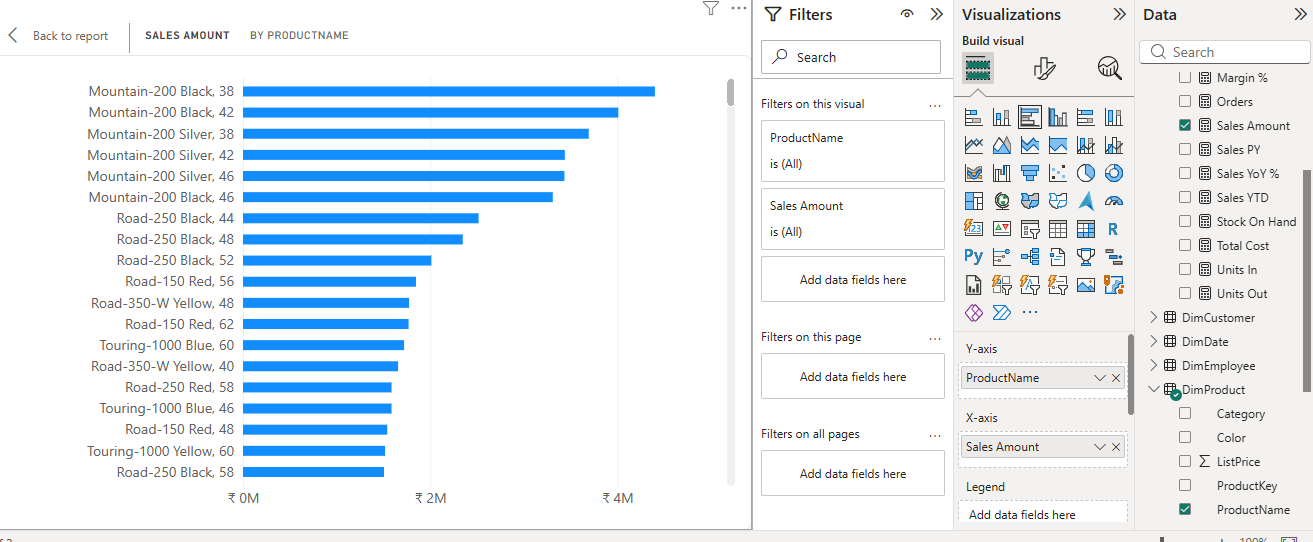 Back to report
SALES AMOUNT
BY PRODUCTNAME
Mountain-200 Black, 38
Mountain-200 Black, 42
Mountain-200 Silver, 38
Mountain-200 Silver, 42
Mountain-200 Silver, 46
Mountain-200 Black, 46
Road-250 Black, 44
Road-250 Black, 48
Road-250 Black, 52
Road-150 Red, 56
Road-350-W Yellow, 48
Road-150 Red, 62
Touring-1000 Blue, 60
Road-350-W Yellow, 40
Road-250 Red, 58
Touring-1000 Blue, 46
Road-150 Red, 48
Touring-1000 Yellow, 60
Road-250 Black, 58
₹ 0M
₹ 2M
₹ 4M
Filters
Search
Filters on this visual
...
ProductName
is (All)
Sales Amount
is (All)
Add data fields here
Filters on this page
...
Add data fields here
Filters on all pages
...
Add data fields here
Visualizations
Build visual
123
R
Py
...
Y-axis
ProductName
X-axis
Sales Amount
Legend
Add data fields here
Data
Search
Margin %
Orders
Sales Amount
Sales PY
Sales YoY %
Sales YTD
Stock On Hand
Total Cost
Units In
Units Out
DimCustomer
DimDate
DimEmployee
DimProduct
Category
Color
ListPrice
ProductKey
ProductName
100%